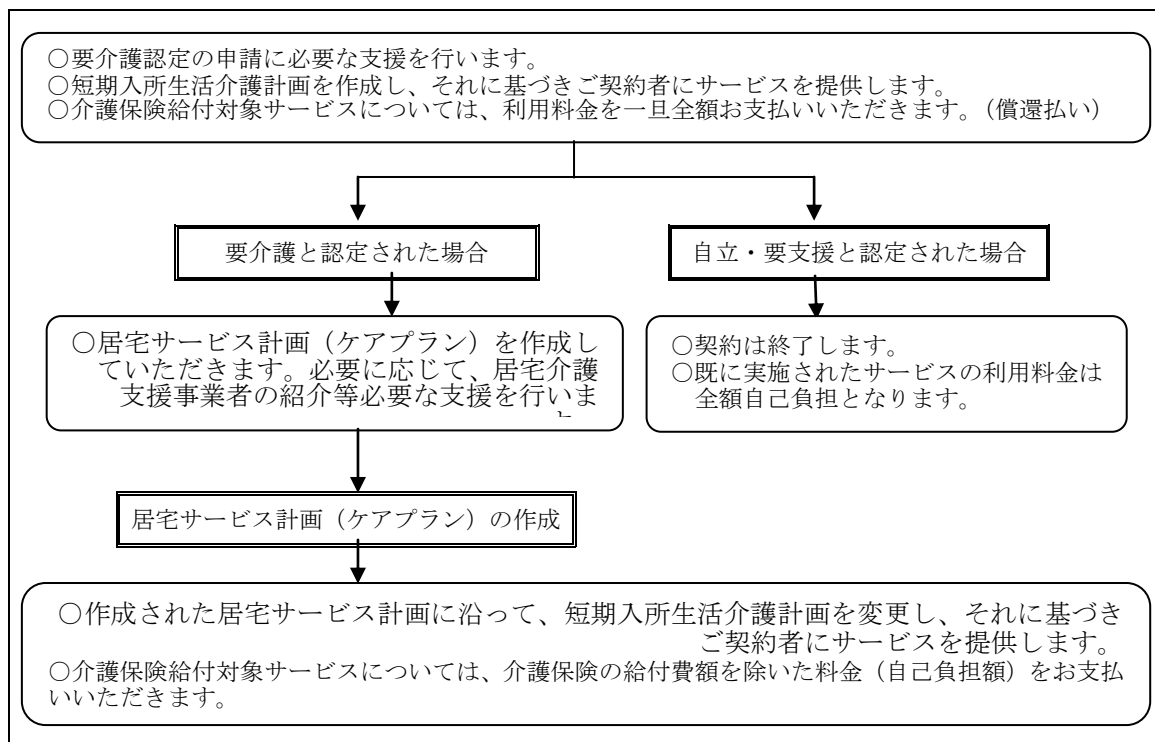 ○要介護認定の申請に必要な支援を行います。
○短期入所生活介護計画を作成し、それに基づきご契約者にサービスを提供します。
○介護保険給付対象サービスについては、利用料金を一旦全額お支払いいただきます。（償還払い）
要介護と認定された場合
自立・要支援と認定された場合
○居宅サービス計画（ケアプラン）を作成し
ていただきます。必要に応じて、居宅介護
支援事業者の紹介等必要な支援を行いま
○契約は終了します。
○既に実施されたサービスの利用料金は
全額自己負担となります。
居宅サービス計画（ケアプラン）の作成
○作成された居宅サービス計画に沿って、短期入所生活介護計画を変更し、それに基づき
ご契約者にサービスを提供します。
○介護保険給付対象サービスについては、介護保険の給付費額を除いた料金（自己負担額）をお支払
いいただきます。